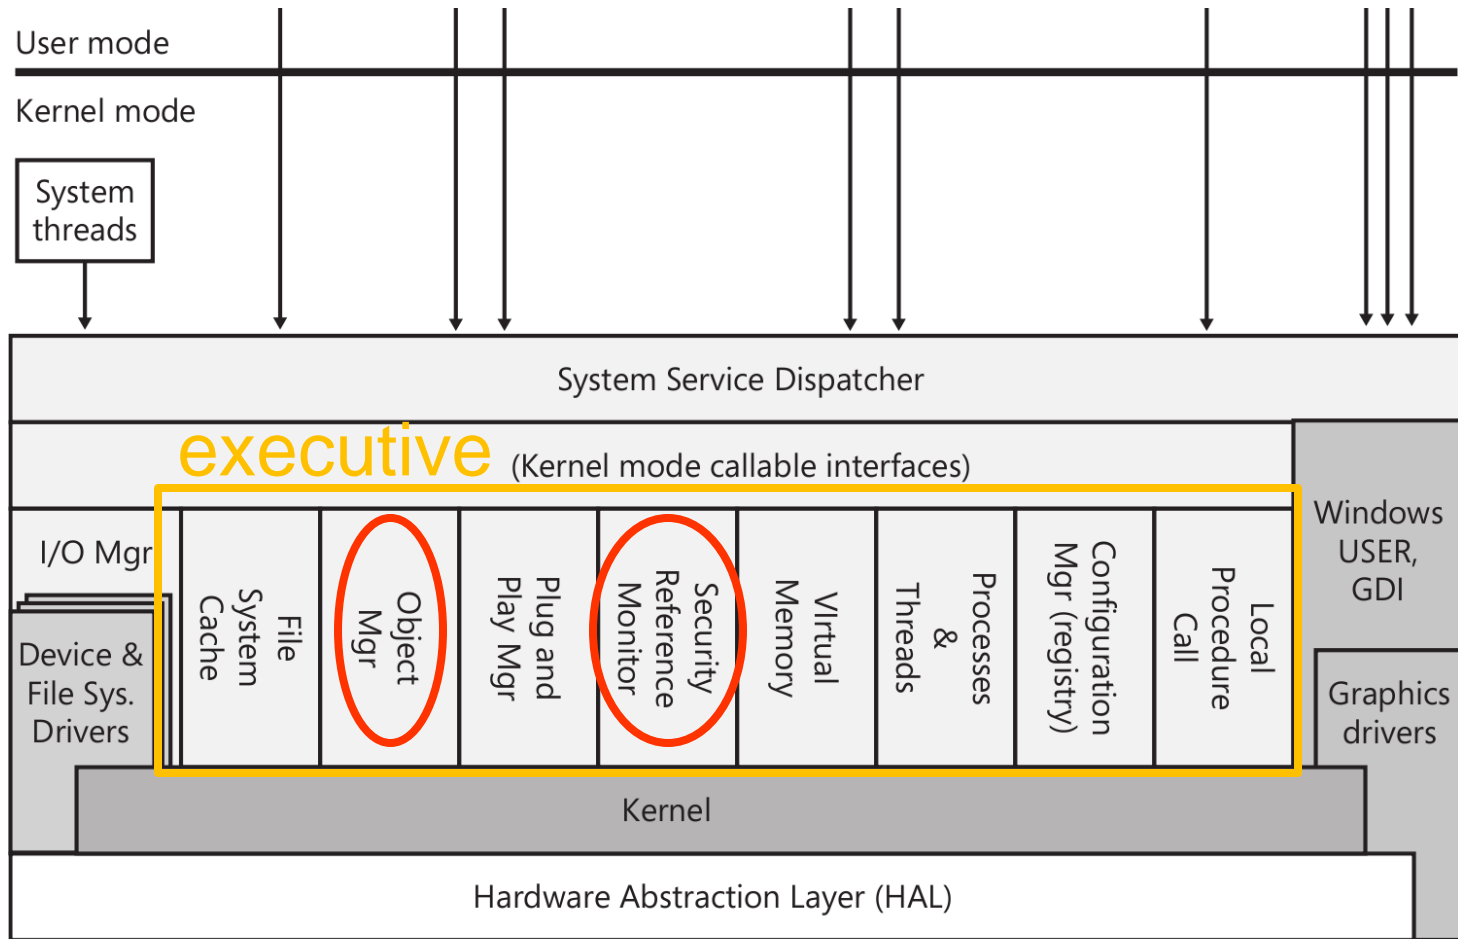 User mode
Kernel mode
System
threads
System Service Dispatcher
executive (Kernel mode callable interfaces)
I/O Mgr
Device &
File Sys.
Drivers
File
System
Cache
Object
Mgr
Plug and
Play Mgr
Security
Reference
Monitor
VIrtual
Memory
Processes
&
Threads
Configuration
Mgr (registry)
Local
Procedure
Call
Windows
USER,
GDI
Graphics
drivers
Kernel
Hardware Abstraction Layer (HAL)